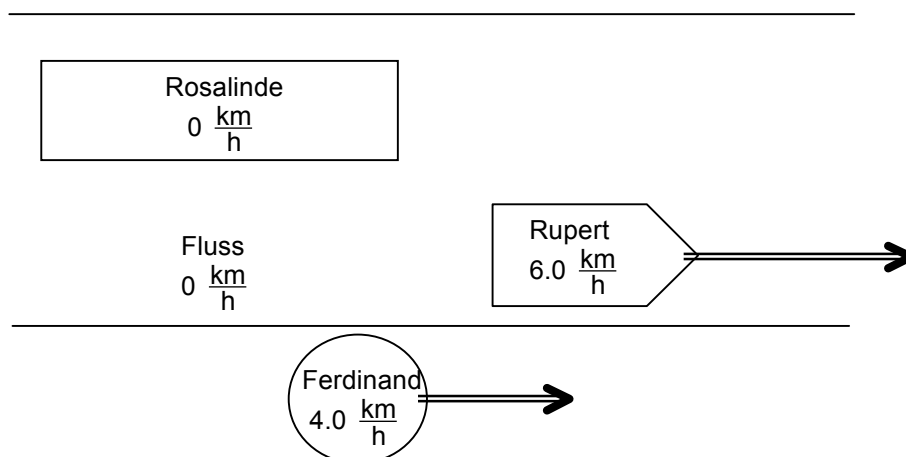 Rosalinde
0 km/h
Rupert
6.0 km/h
Fluss
0 km/h
Ferdinand
4.0 km/h